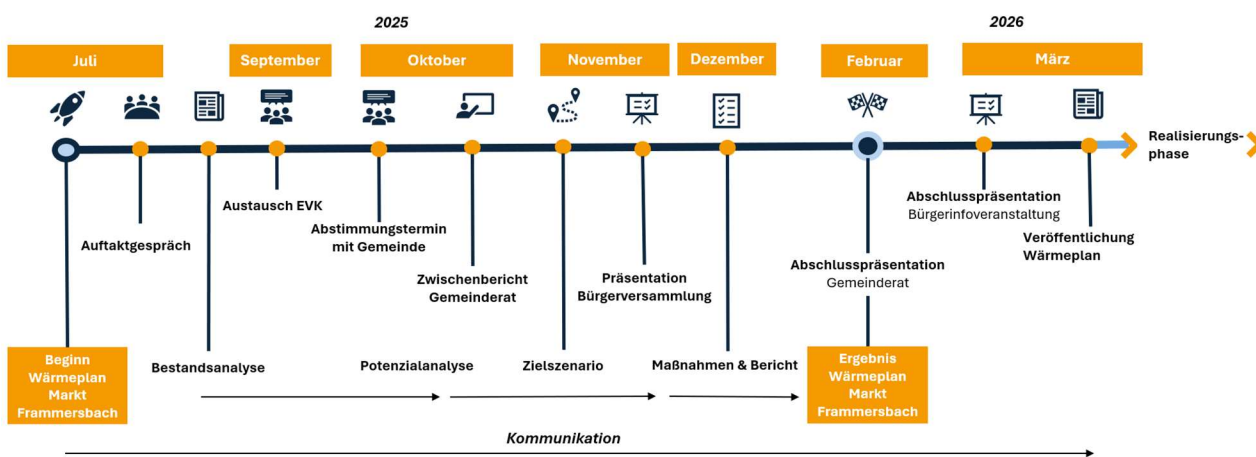 2025
2026
Juli
September
Oktober
November
Dezember
Februar
März
Realisierungs-
phase
Austausch EVK
Abschlusspräsentation
Bürgerinfoveranstaltung
Abstimmungstermin
mit Gemeinde
Auftaktgespräch
Veröffentlichung
Wärmeplan
Abschlusspräsentation
Gemeinderat
Zwischenbericht
Gemeinderat
Präsentation
Bürgerversammlung
Beginn
Wärmeplan
Markt
Frammersbach
Bestandsanalyse
Potenzialanalyse
Zielszenario
Maßnahmen & Bericht
Ergebnis
Wärmeplan
Markt
Frammersbach
Kommunikation